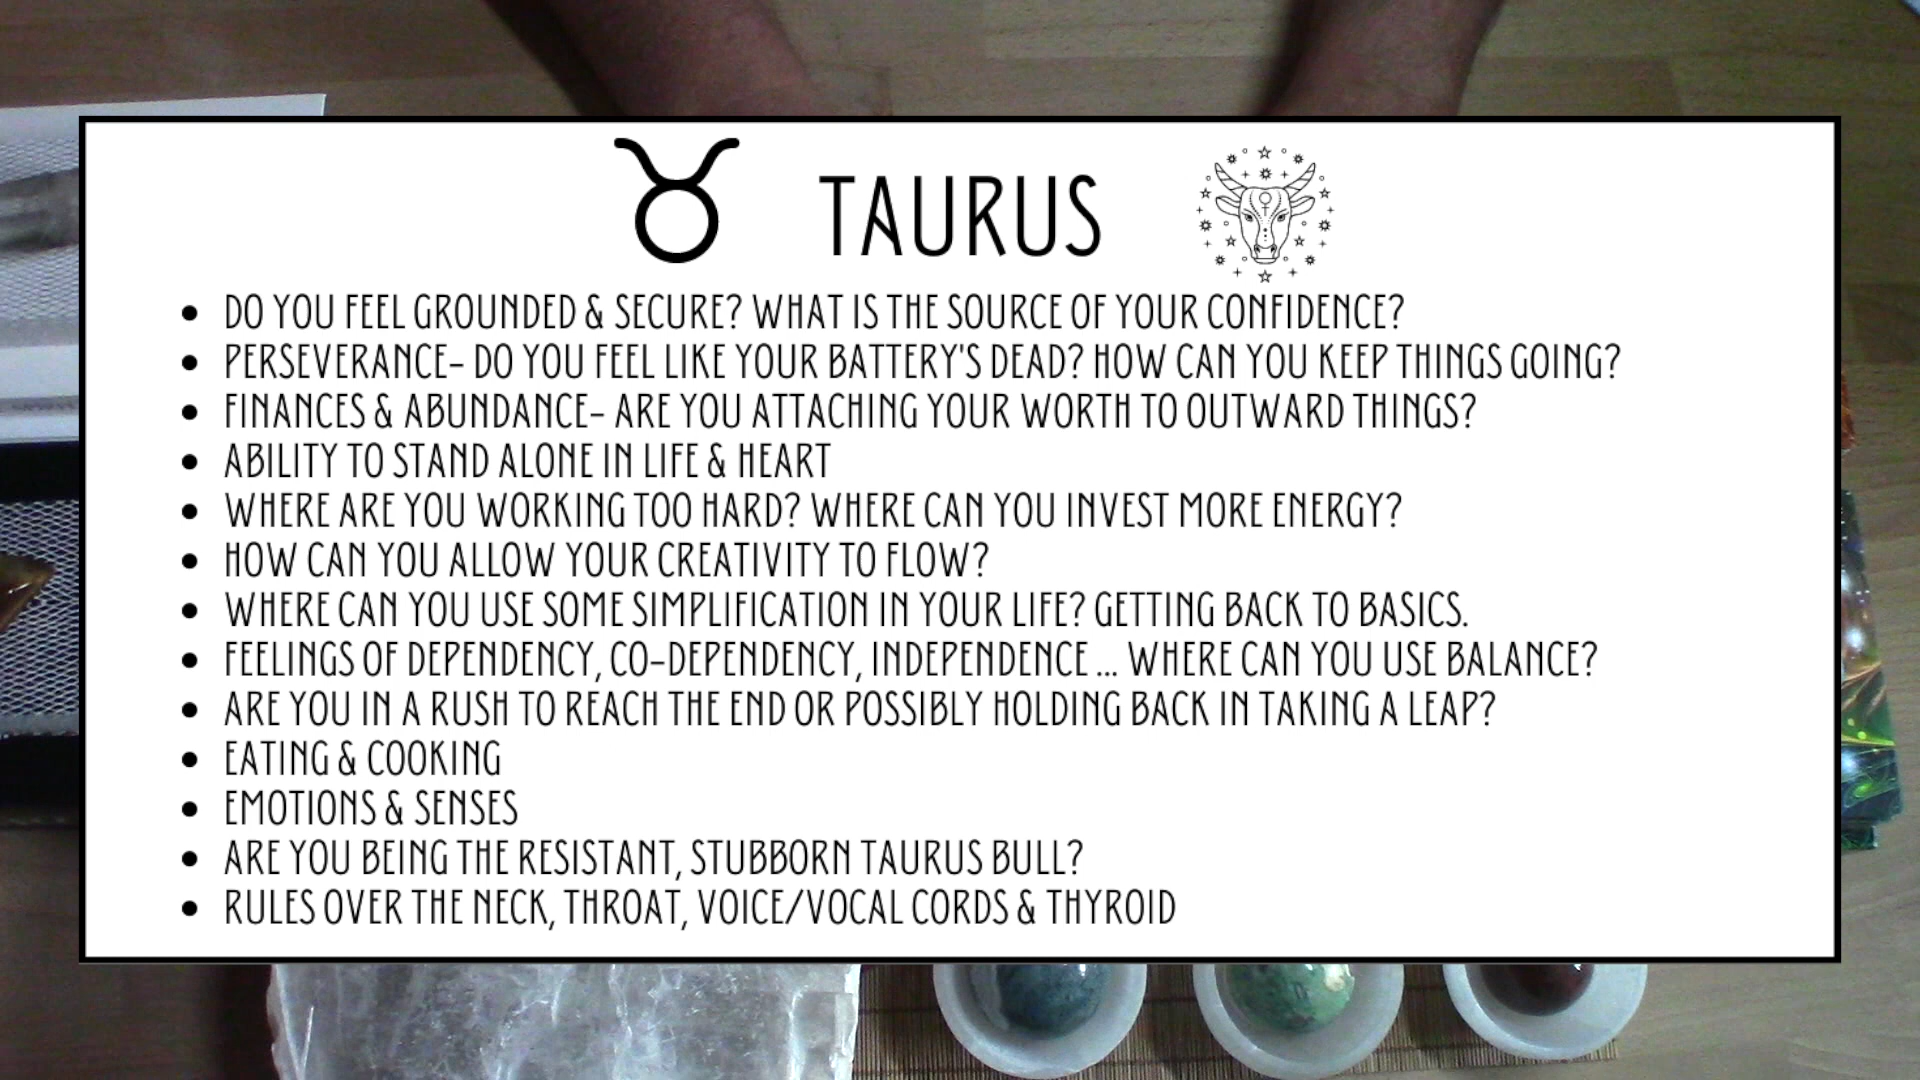 TAURUS
• DO YOU FEEL GROUNDED & SECURE? WHAT IS THE SOURCE OF YOUR CONFIDENCE?
• PERSEVERANCE- DO YOU FEEL LIKE YOUR BATTERY'S DEAD? HOW CAN YOU KEEP THINGS GOING?
• FINANCES & ABUNDANCE- ARE YOU ATTACHING YOUR WORTH TO OUTWARD THINGS?
• ABILITY TO STAND ALONE IN LIFE & HEART
• WHERE ARE YOU WORKING TOO HARD? WHERE CAN YOU INVEST MORE ENERGY?
• HOW CAN YOU ALLOW YOUR CREATIVITY TO FLOW?
• WHERE CAN YOU USE SOME SIMPLIFICATION IN YOUR LIFE? GETTING BACK TO BASICS.
• FEELINGS OF DEPENDENCY, CO-DEPENDENCY, INDEPENDENCE ... WHERE CAN YOU USE BALANCE?
• ARE YOU IN A RUSH TO REACH THE END OR POSSIBLY HOLDING BACK IN TAKING A LEAP?
• EATING & COOKING
• EMOTIONS & SENSES
• ARE YOU BEING THE RESISTANT, STUBBORN TAURUS BULL?
• RULES OVER THE NECK, THROAT, VOICE/VOCAL CORDS & THYROID